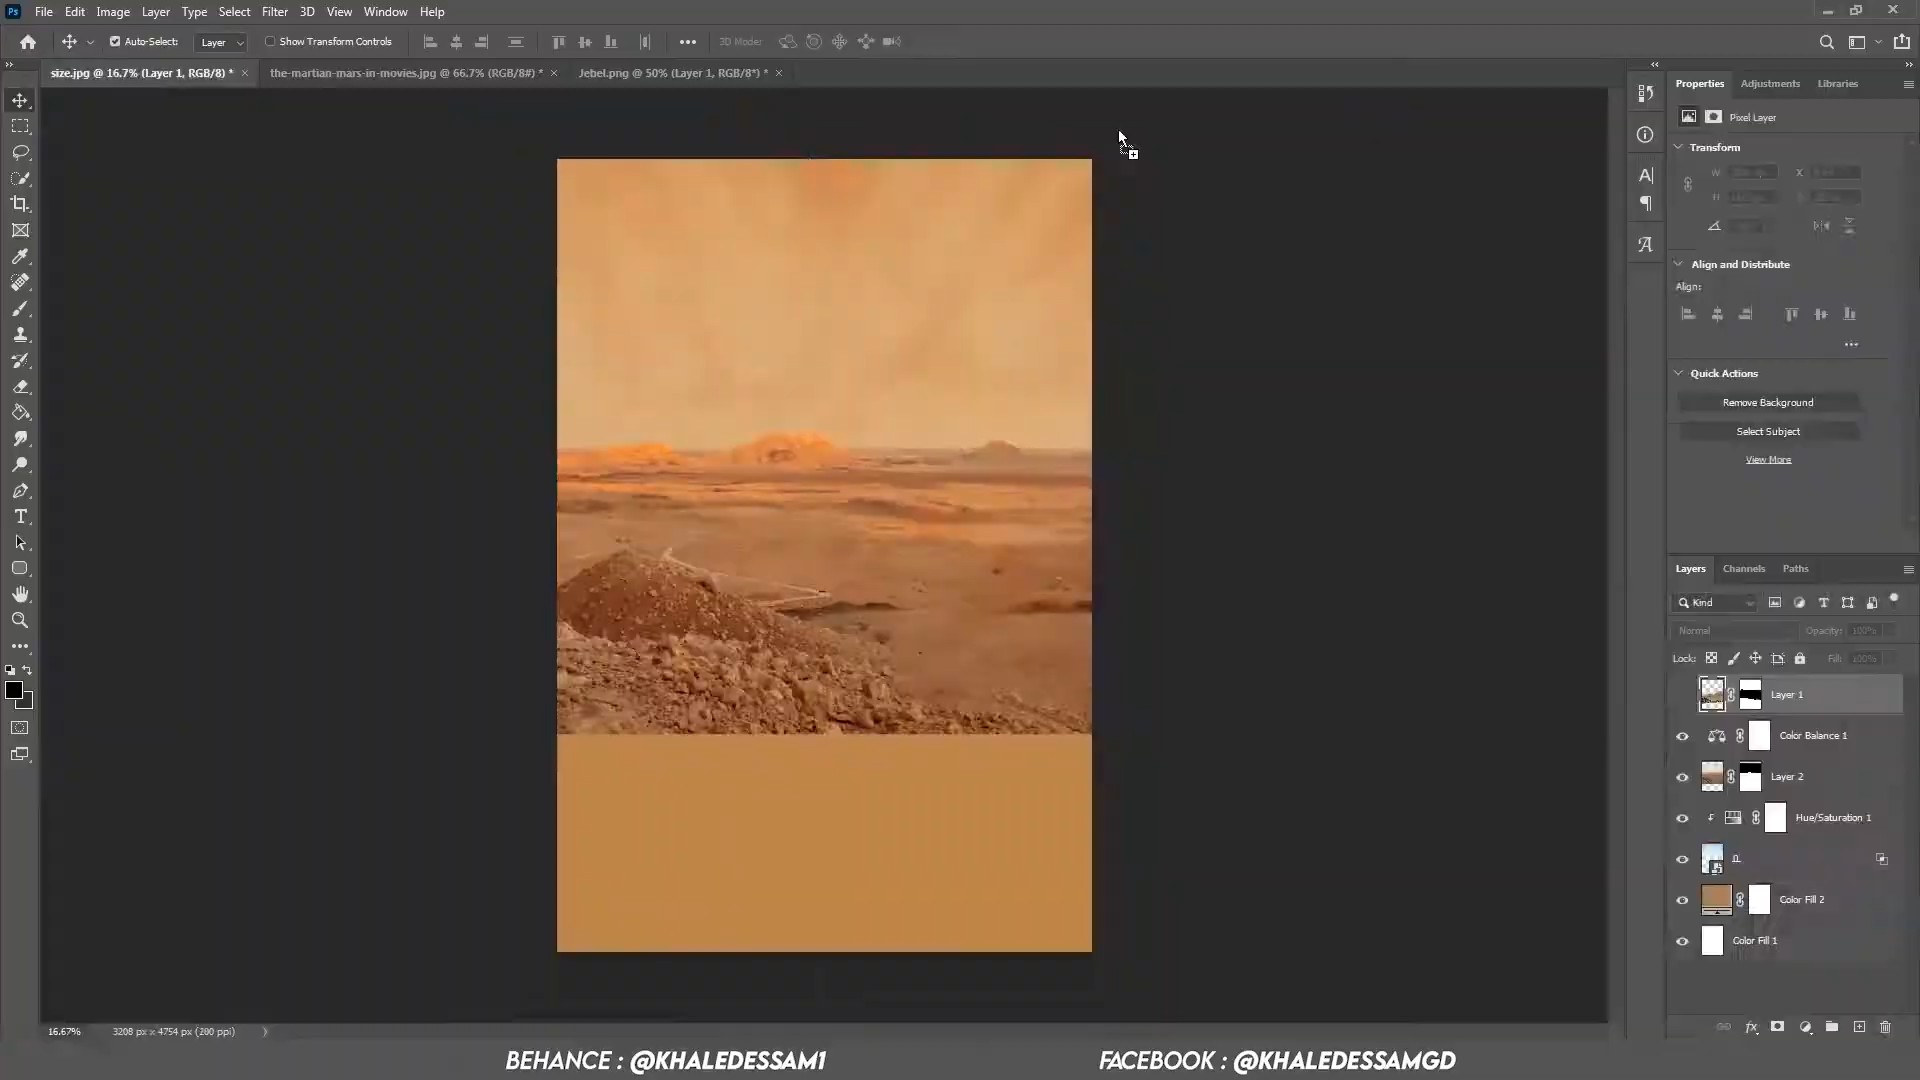 Ps File Edit Image Layer Type Select Filter 3D View Window Help
Auto-Select: Layer Show Transform Controls 3D Mode:
size.jpg @ 16.7% (Layer 1, RGB/8) * × the-martian-mars-in-movies.jpg @ 66.7% (RGB/8#) * × Jebel.png @ 50% (Layer 1, RGB/8*) * ×
Properties Adjustments Libraries
Pixel Layer
Transform
W X
H
Align and Distribute
Align:
Quick Actions
Remove Background
Select Subject
View More
Layers Channels Paths
Kind
Normal Opacity: 100%
Lock: Fill: 100%
Layer 1
Color Balance 1
Layer 2
Hue/Saturation 1
Color Fill 2
Color Fill 1
16.67% 3208 px x 4754 px (200 ppi)
BEHANCE : @KHALEDESSAM1 FACEBOOK : @KHALEDESSAMGD